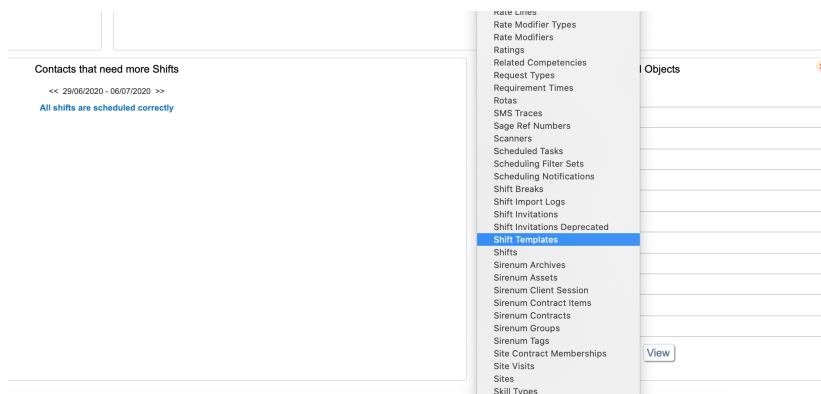 Rate Lines
Rate Modifier Types
Rate Modifiers
Ratings
Related Competencies
Request Types
Requirement Times
Rotas
SMS Traces
Sage Ref Numbers
Scanners
Scheduled Tasks
Scheduling Filter Sets
Scheduling Notifications
Shift Breaks
Shift Import Logs
Shift Invitations
Shift Invitations Deprecated
Shift Templates
Shifts
Sirenum Archives
Sirenum Assets
Sirenum Client Session
Sirenum Contract Items
Sirenum Contracts
Sirenum Groups
Sirenum Tags
Site Contract Memberships
Site Visits
Sites
Skill Types
Contacts that need more Shifts
<< 29/06/2020 - 06/07/2020 >>
All shifts are scheduled correctly
Objects
View